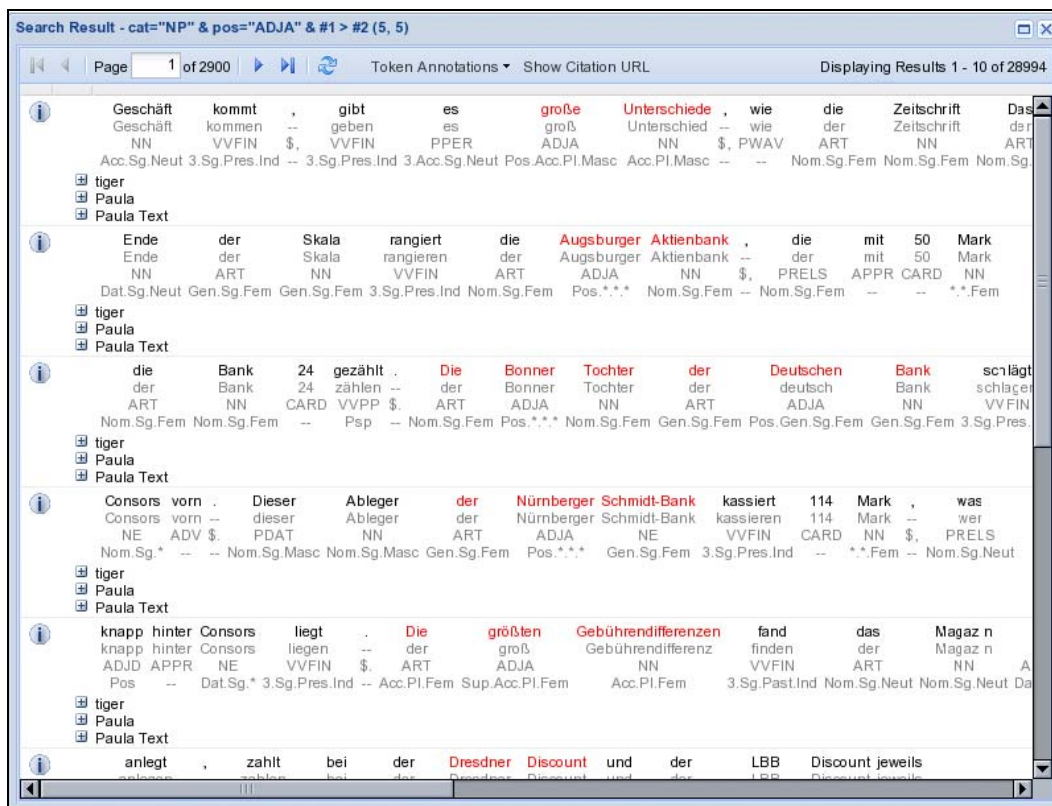 Search Result - cat="NP" & pos="ADJA" & #1 > #2 (5, 5)
Page 1 of 2900 Token Annotations Show Citation URL Displaying Results 1 - 10 of 28994
Geschäft kommt , gibt es große Unterschiede , wie die Zeitschrift Das
Geschäft kommen -- geben es groß Unterschied -- wie der Zeitschrift der
NN VVFIN $, VVFIN PPER ADJA NN $, PWAV ART NN ART
Acc.Sg.Neut 3.Sg.Pres.Ind -- 3.Sg.Pres.Ind 3.Acc.Sg.Neut Pos.Acc.Pl.Masc Acc.Pl.Masc -- -- Nom.Sg.Fem Nom.Sg.Fem Nom.Sg.
tiger
Paula
Paula Text
Ende der Skala rangiert die Augsburger Aktienbank , die mit 50 Mark
Ende der Skala rangieren der Augsburger Aktienbank -- der mit 50 Mark
NN ART NN VVFIN ART ADJA NN $, PRELS APPR CARD NN
Dat.Sg.Neut Gen.Sg.Fem Gen.Sg.Fem 3.Sg.Pres.Ind Nom.Sg.Fem Pos.*.*.* Nom.Sg.Fem -- Nom.Sg.Fem -- -- *.*.Fem
tiger
Paula
Paula Text
die Bank 24 gezählt . Die Bonner Tochter der Deutschen Bank schlägt
der Bank 24 zählen -- der Bonner Tochter der deutsch Bank schlagen
ART NN CARD VVPP $. ART ADJA NN ART ADJA NN VVFIN
Nom.Sg.Fem Nom.Sg.Fem -- Psp -- Nom.Sg.Fem Pos.*.*.* Nom.Sg.Fem Gen.Sg.Fem Pos.Gen.Sg.Fem Gen.Sg.Fem 3.Sg.Pres.
tiger
Paula
Paula Text
Consors vorn . Dieser Ableger der Nürnberger Schmidt-Bank kassiert 114 Mark , was
Consors vorn -- dieser Ableger der Nürnberger Schmidt-Bank kassieren 114 Mark -- wer
NE ADV $. PDAT NN ART ADJA NE VVFIN CARD NN $, PRELS
Nom.Sg.* -- -- Nom.Sg.Masc Nom.Sg.Masc Gen.Sg.Fem Pos.*.*.* Gen.Sg.Fem 3.Sg.Pres.Ind -- *.*.Fem -- Nom.Sg.Neut
tiger
Paula
Paula Text
knapp hinter Consors liegt . Die größten Gebührendifferenzen fand das Magazin
knapp hinter Consors liegen -- der groß Gebührendifferenz finden der Magazin
ADJD APPR NE VVFIN $. ART ADJA NN VVFIN ART NN A
Pos -- Dat.Sg.* 3.Sg.Pres.Ind -- Acc.Pl.Fem Sup.Acc.Pl.Fem Acc.Pl.Fem 3.Sg.Past.Ind Nom.Sg.Neut Nom.Sg.Neut Da
tiger
Paula
Paula Text
anlegt , zahlt bei der Dresdner Discount und der LBB Discount jeweils